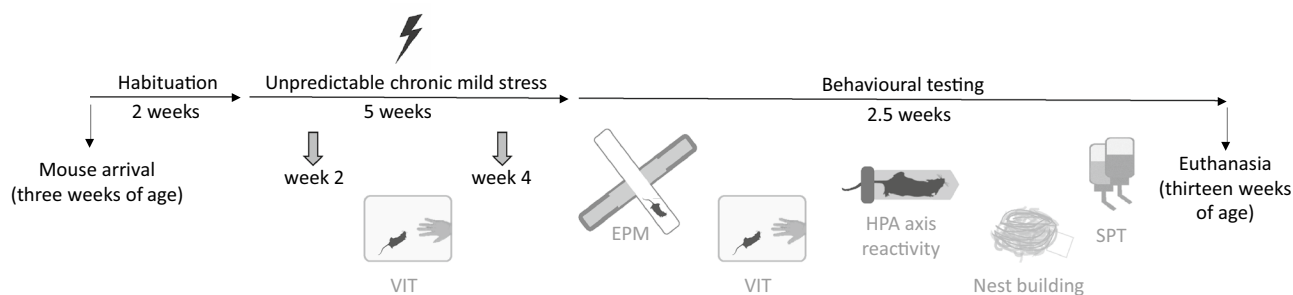 Habituation
2 weeks
Unpredictable chronic mild stress
5 weeks
Behavioural testing
2.5 weeks
Mouse arrival
(three weeks of age)
week 2
week 4
VIT
EPM
VIT
HPA axis
reactivity
Nest building
SPT
Euthanasia
(thirteen weeks
of age)